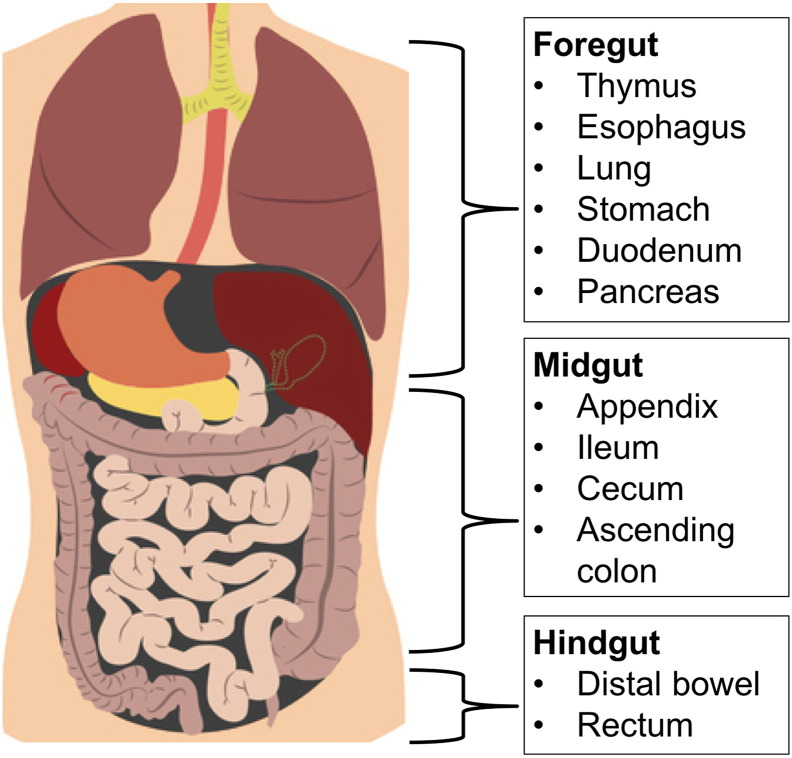 Foregut
• Thymus
• Esophagus
• Lung
• Stomach
• Duodenum
• Pancreas
Midgut
• Appendix
• Ileum
• Cecum
• Ascending
colon
Hindgut
• Distal bowel
• Rectum